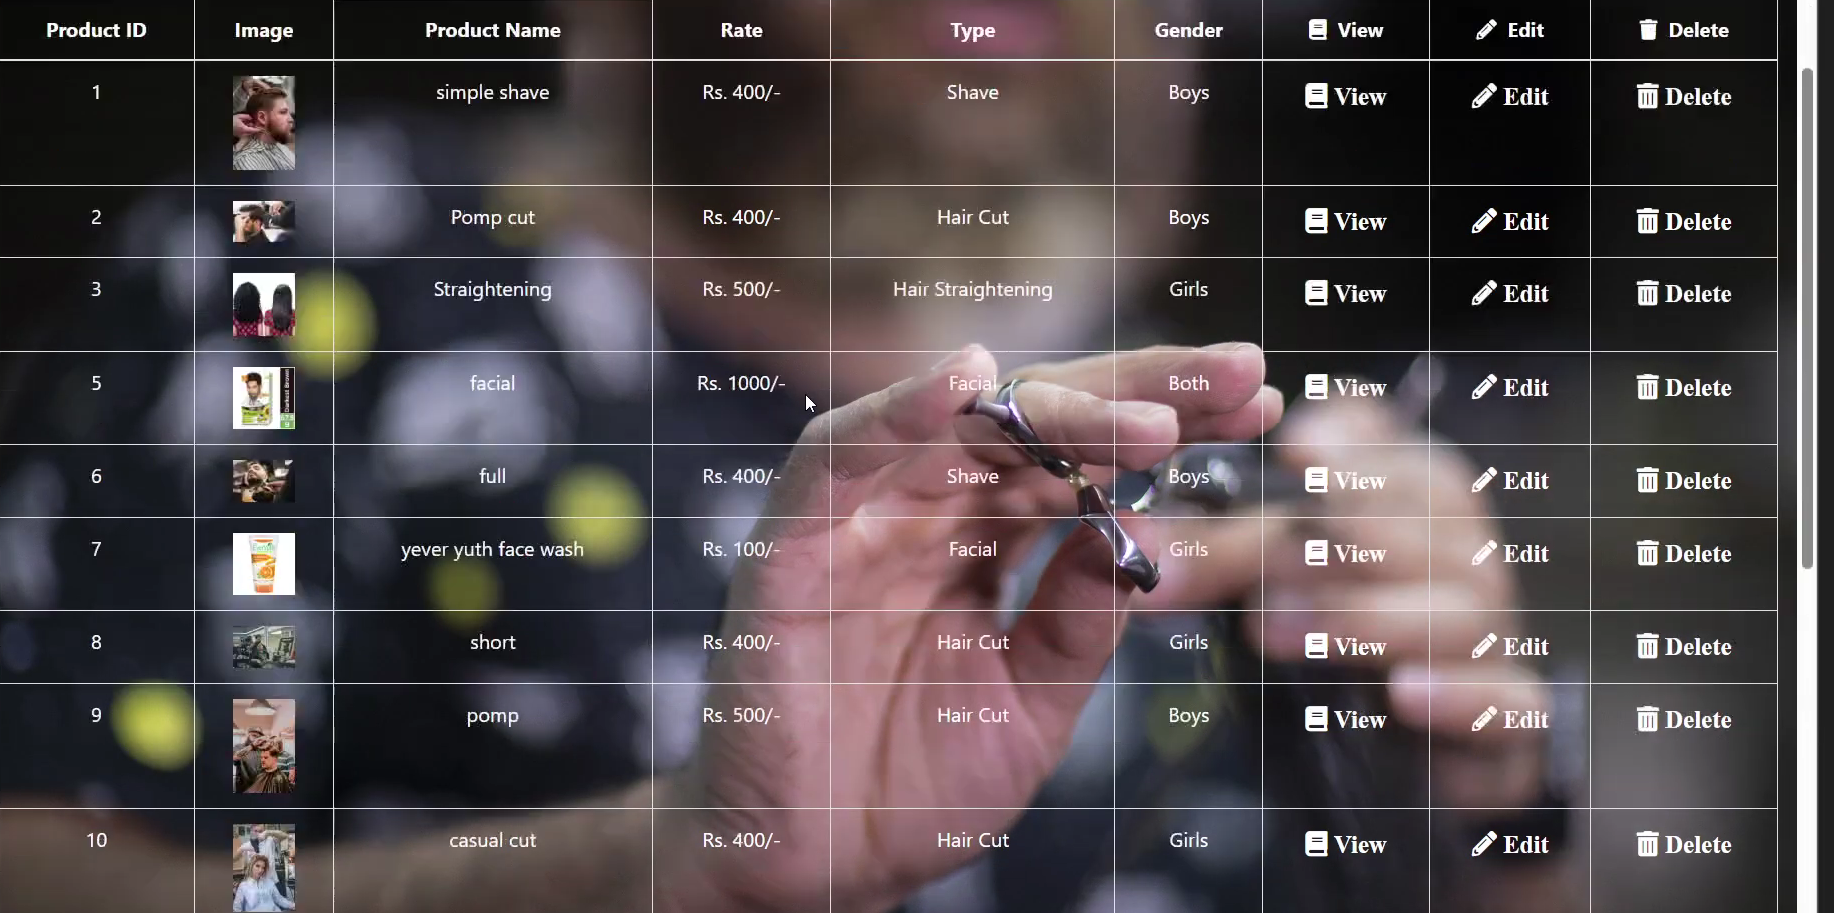 Product ID Image Product Name Rate Type Gender View Edit Delete
1 simple shave Rs. 400/- Shave Boys View Edit Delete
2 Pomp cut Rs. 400/- Hair Cut Boys View Edit Delete
3 Straightening Rs. 500/- Hair Straightening Girls View Edit Delete
5 facial Rs. 1000/- Facial Both View Edit Delete
6 full Rs. 400/- Shave Boys View Edit Delete
7 yever yuth face wash Rs. 100/- Facial Girls View Edit Delete
8 short Rs. 400/- Hair Cut Girls View Edit Delete
9 pomp Rs. 500/- Hair Cut Boys View Edit Delete
10 casual cut Rs. 400/- Hair Cut Girls View Edit Delete